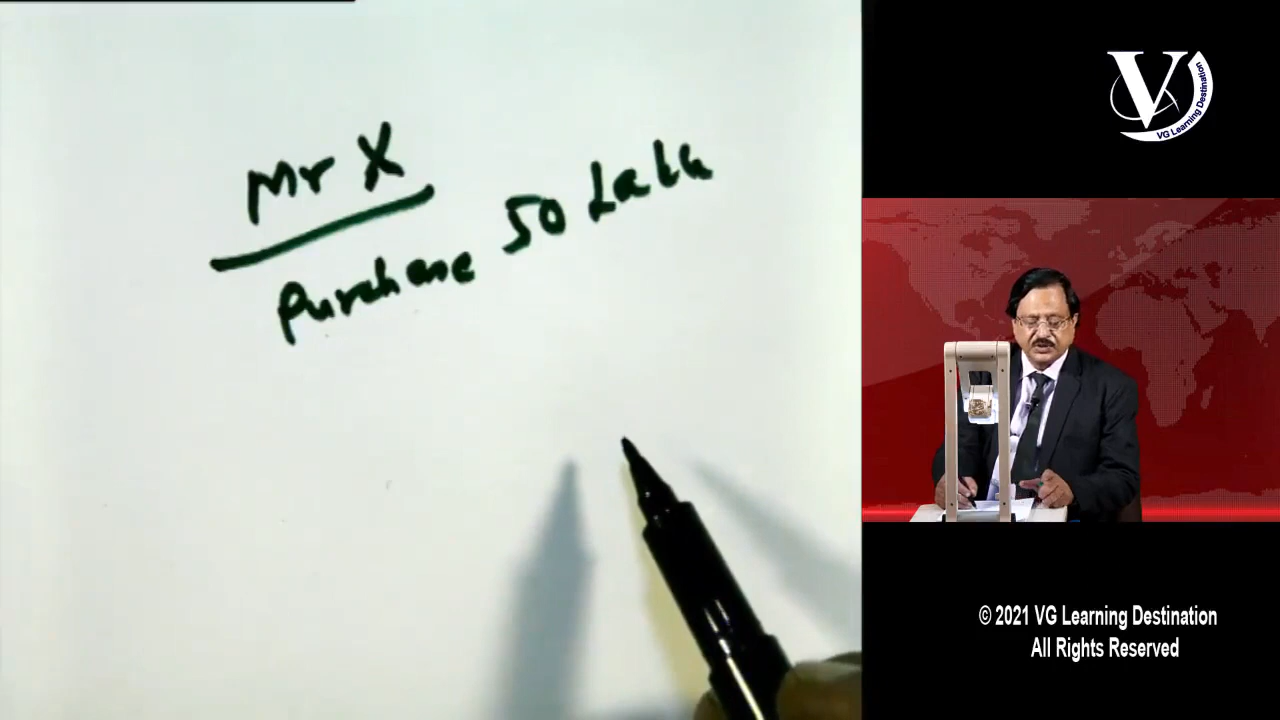 Mr X
Purchase 50 Lakh
V
VG Learning Destination
© 2021 VG Learning Destination
All Rights Reserved